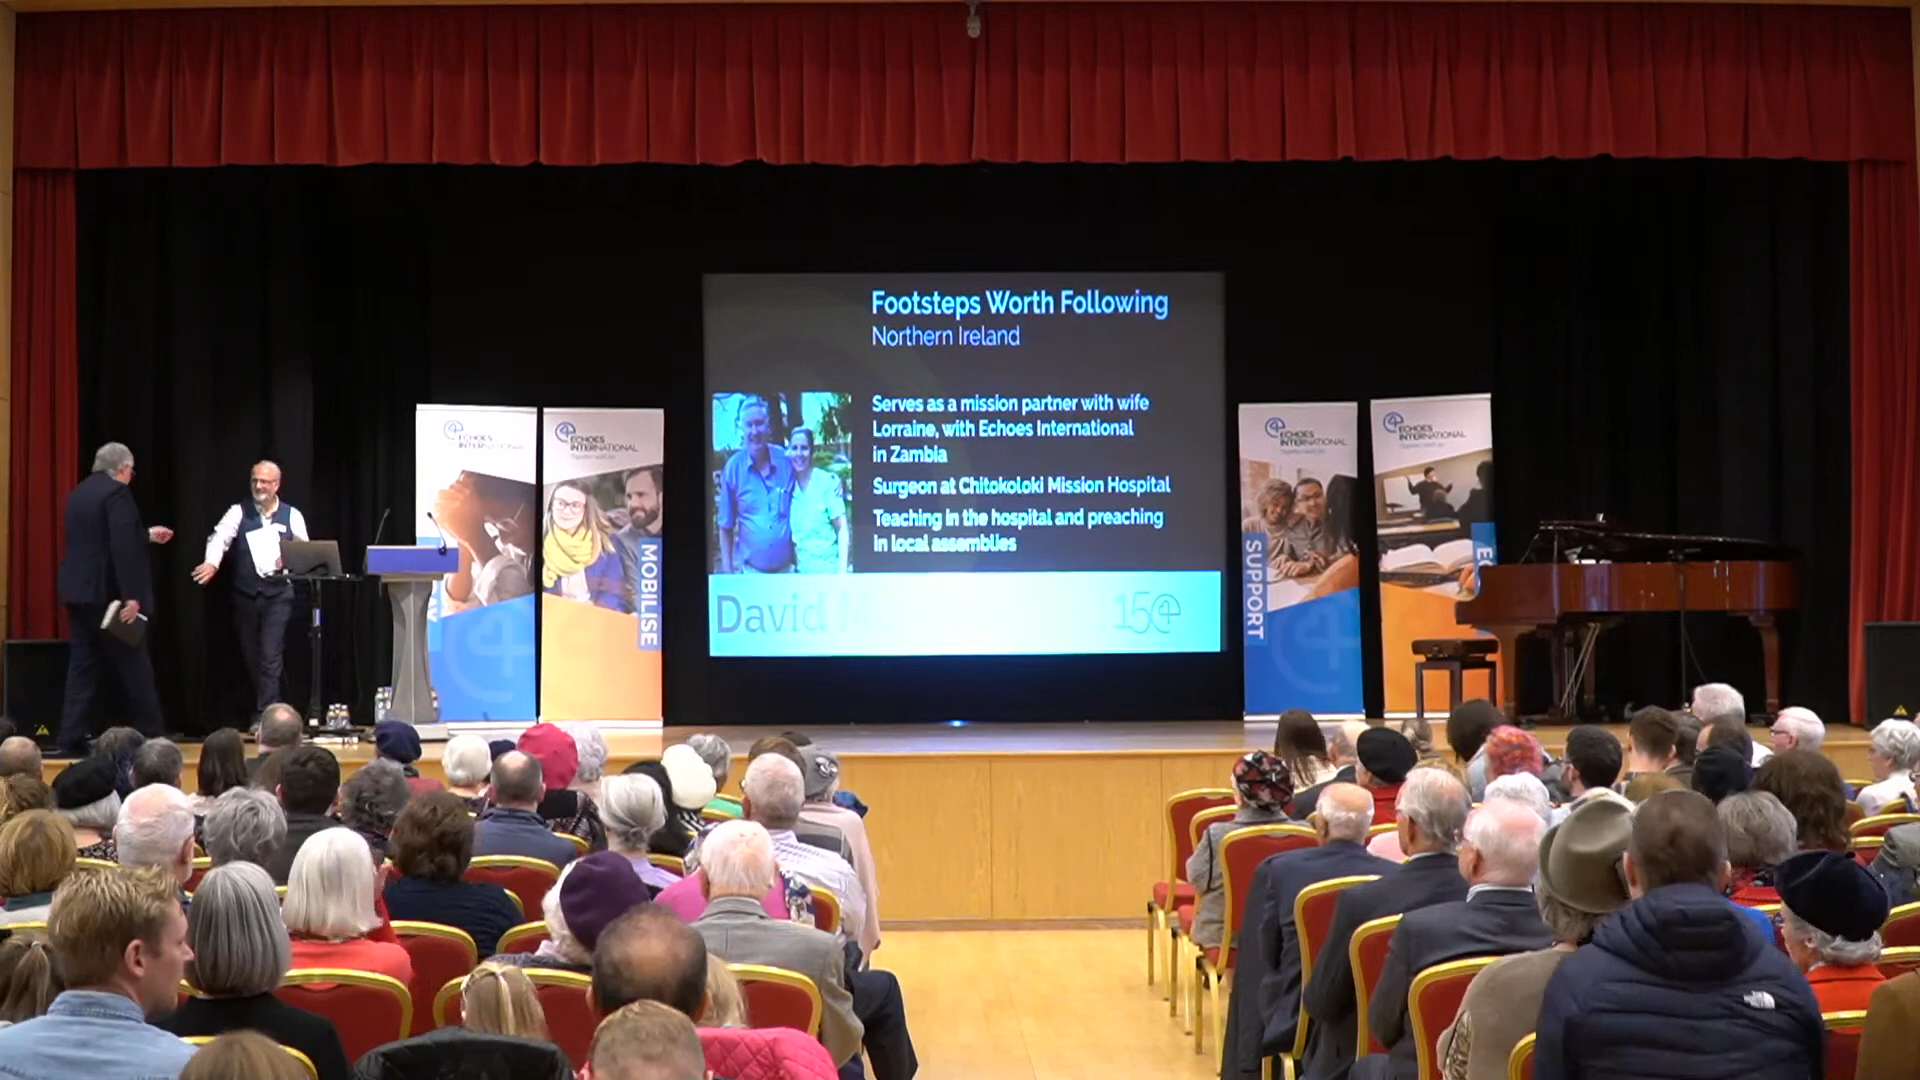 Footsteps Worth Following
Northern Ireland
Serves as a mission partner with wife
Lorraine, with Echoes International
in Zambia
Surgeon at Chitokoloki Mission Hospital
Teaching in the hospital and preaching
in local assemblies
David
150
ECHOES
INTERNATIONAL
ECHOES
INTERNATIONAL
MOBILISE
ECHOES
INTERNATIONAL
SUPPORT
ECHOES
INTERNATIONAL